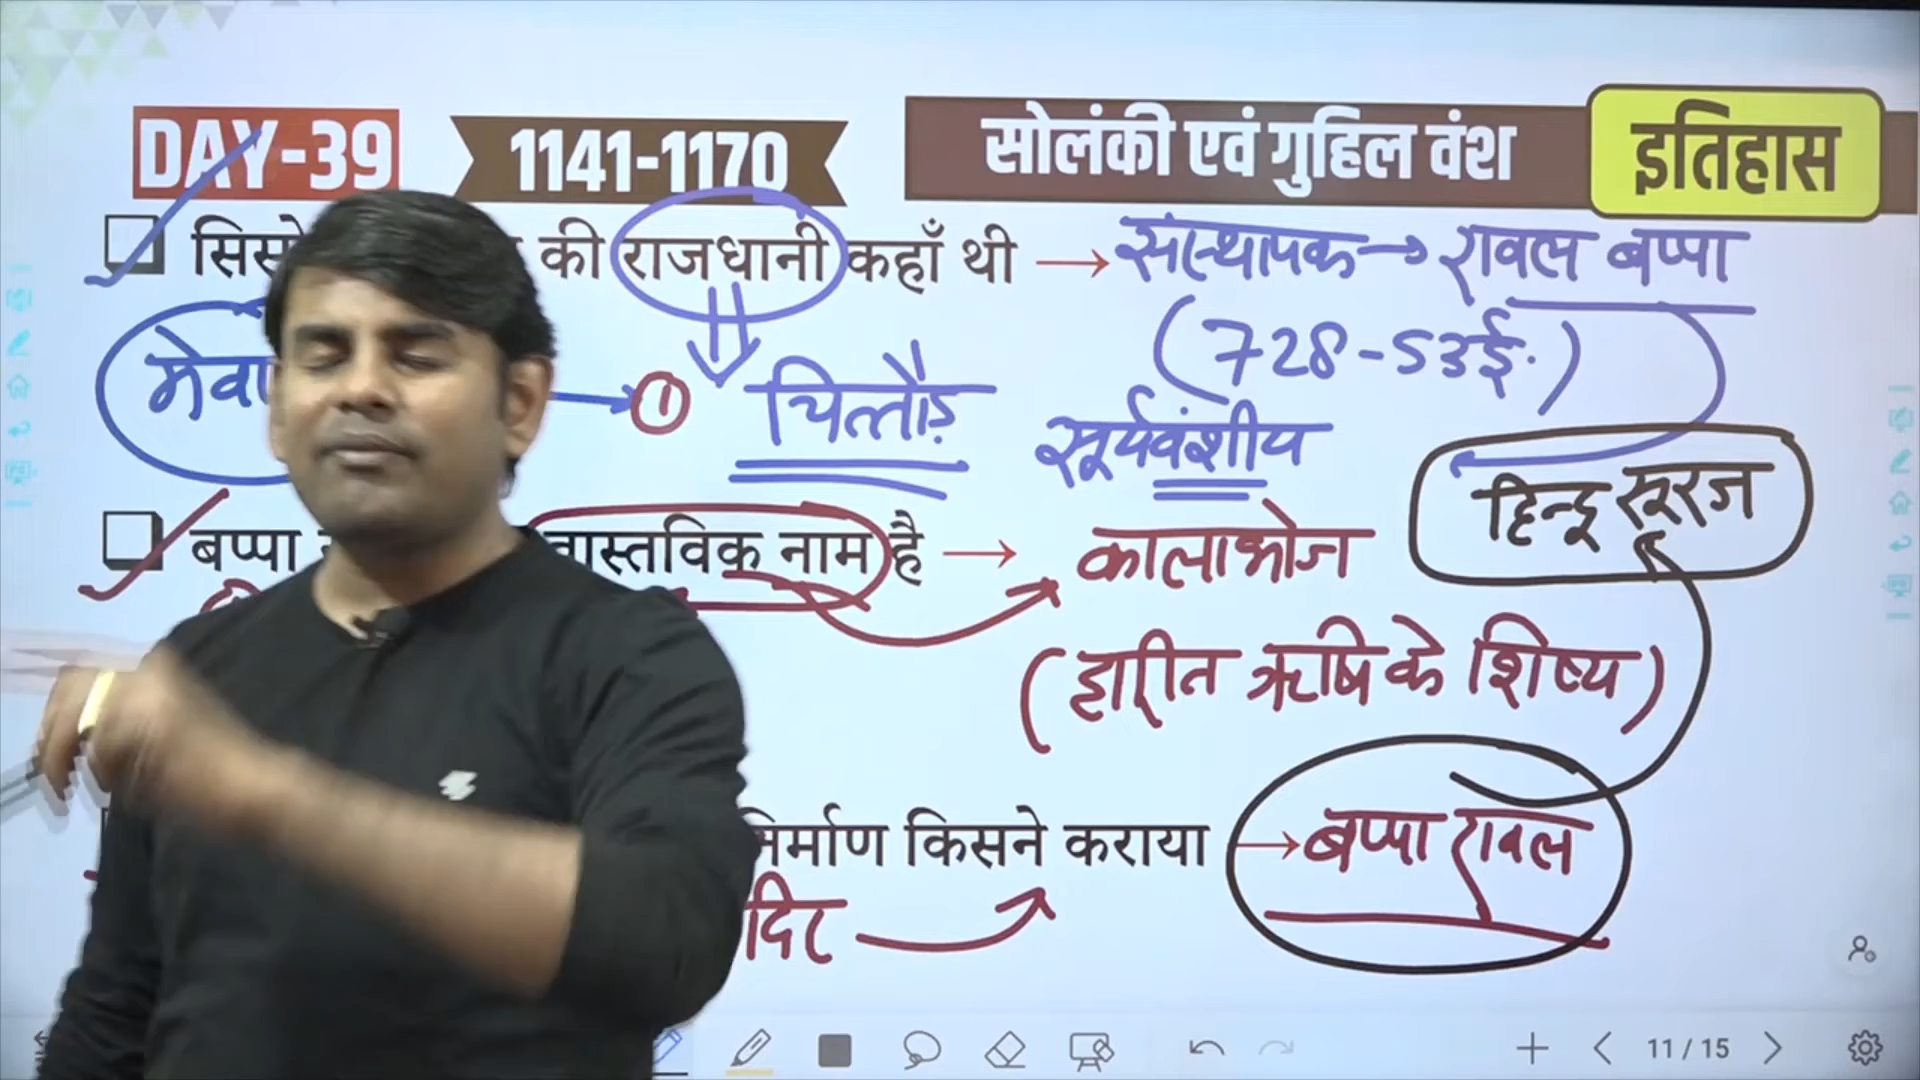 DAY-39 1141-1170 सोलंकी एवं गुहिल वंश इतिहास
की राजधानी कहाँ थी → संस्थापक → रावल बप्पा
(728-53ई.)
① चित्तौड़
सूर्यवंशीय
हिन्दू सूरज
बप्पा वास्तविक नाम है → कालाभोज
(हारीत ऋषि के शिष्य)
निर्माण किसने कराया → बप्पा रावल
11 / 15